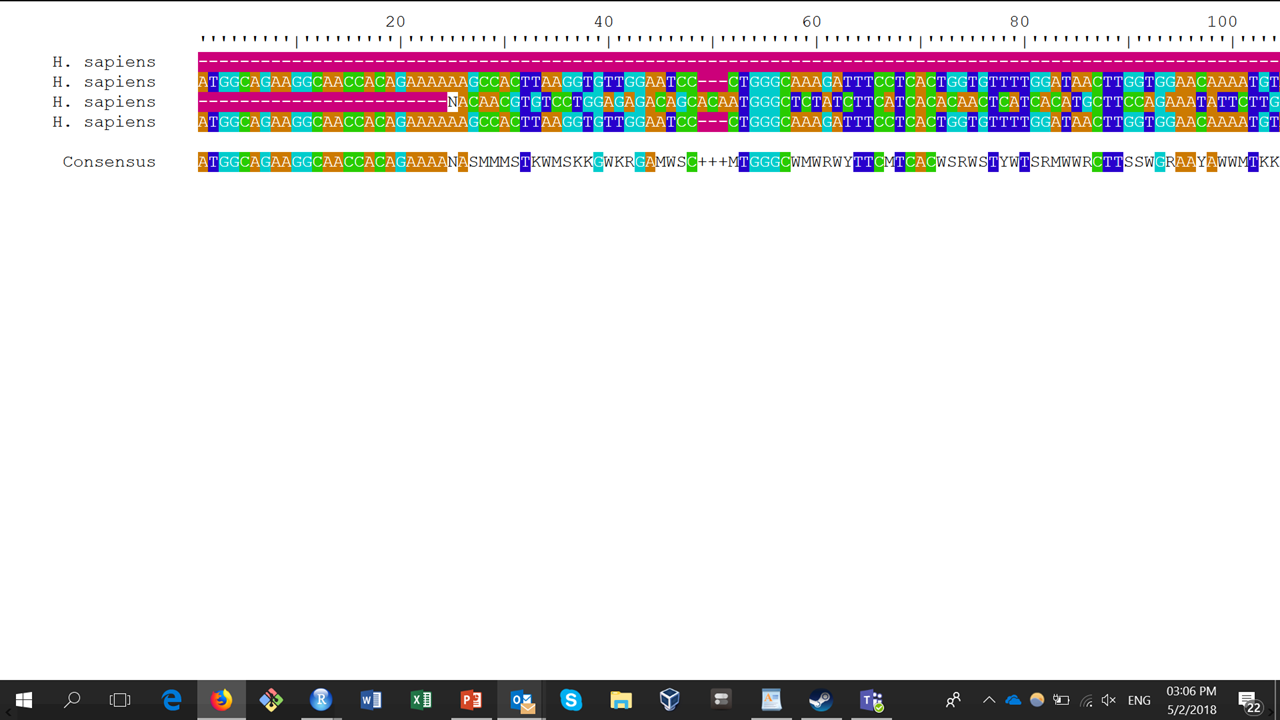 20 40 60 80 100
H. sapiens --------------------------------------------------------------------------------------------------------
H. sapiens ATGGCAGAAGGCAACCACAGAAAAAAGCCACTTAAGGTGTTGGAATCC---CTGGGCAAAGATTTCCTCACTGGTGTTTTGGATAACTTGGTGGAACAAAATGT
H. sapiens ------------------------NACAACGTGTCCTGGAGAGACAGCACAATGGGCTCTATCTTCATCACACAACTCATCACATGCTTCCAGAAATATTCTTG
H. sapiens ATGGCAGAAGGCAACCACAGAAAAAAGCCACTTAAGGTGTTGGAATCC---CTGGGCAAAGATTTCCTCACTGGTGTTTTGGATAACTTGGTGGAACAAAATGT
Consensus ATGGCAGAAGGCAACCACAGAAAANASMMMSTKWMSKKGWKRGAMWSC+++MTGGGCWMWRWYTTCMTCACWSRWSTYWTSRMWWRCTTSSWGRAAYAWWMTKK
ENG
03:06 PM
5/2/2018
22